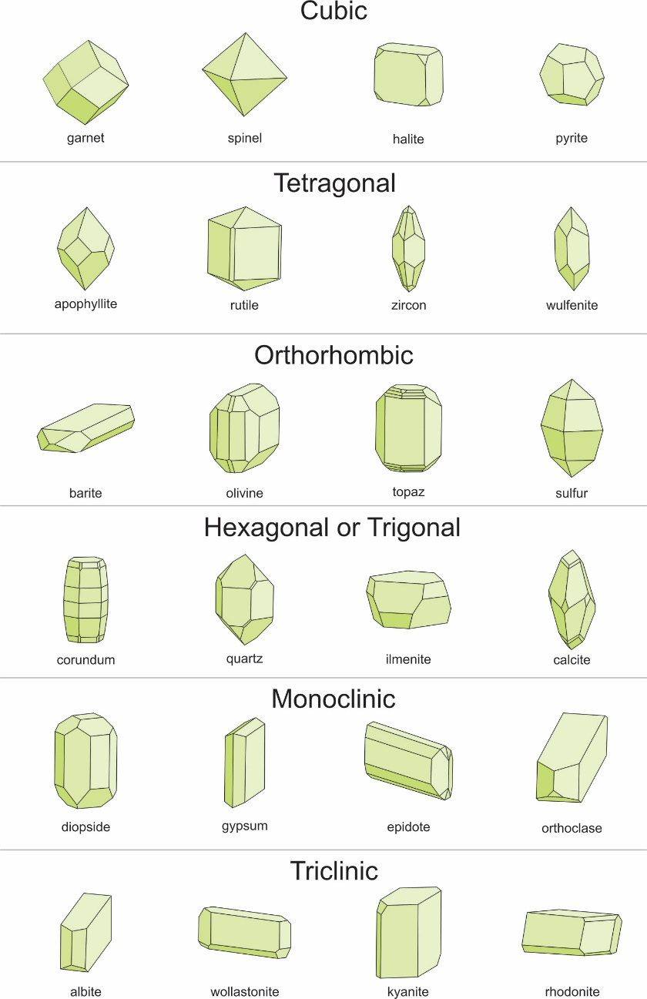 Cubic
garnet spinel halite pyrite
Tetragonal
apophyllite rutile zircon wulfenite
Orthorhombic
barite olivine topaz sulfur
Hexagonal or Trigonal
corundum quartz ilmenite calcite
Monoclinic
diopside gypsum epidote orthoclase
Triclinic
albite wollastonite kyanite rhodonite